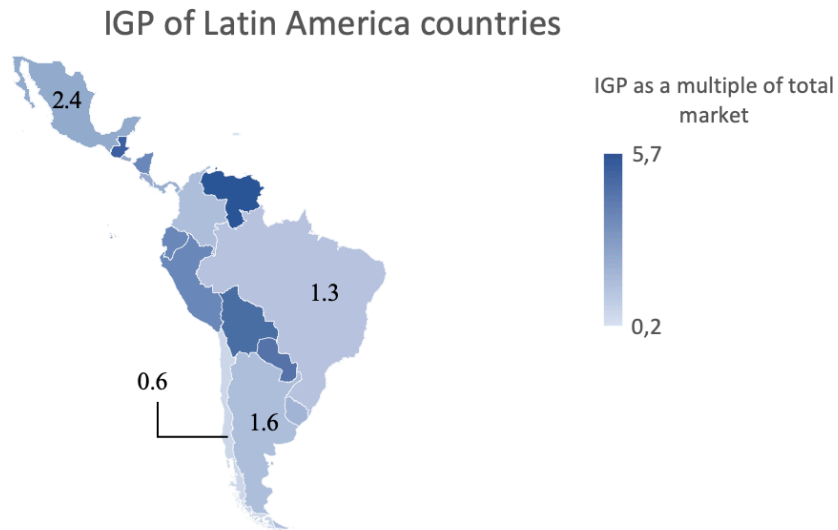 IGP of Latin America countries
IGP as a multiple of total
market
5,7
0,2
2.4
1.3
0.6
1.6